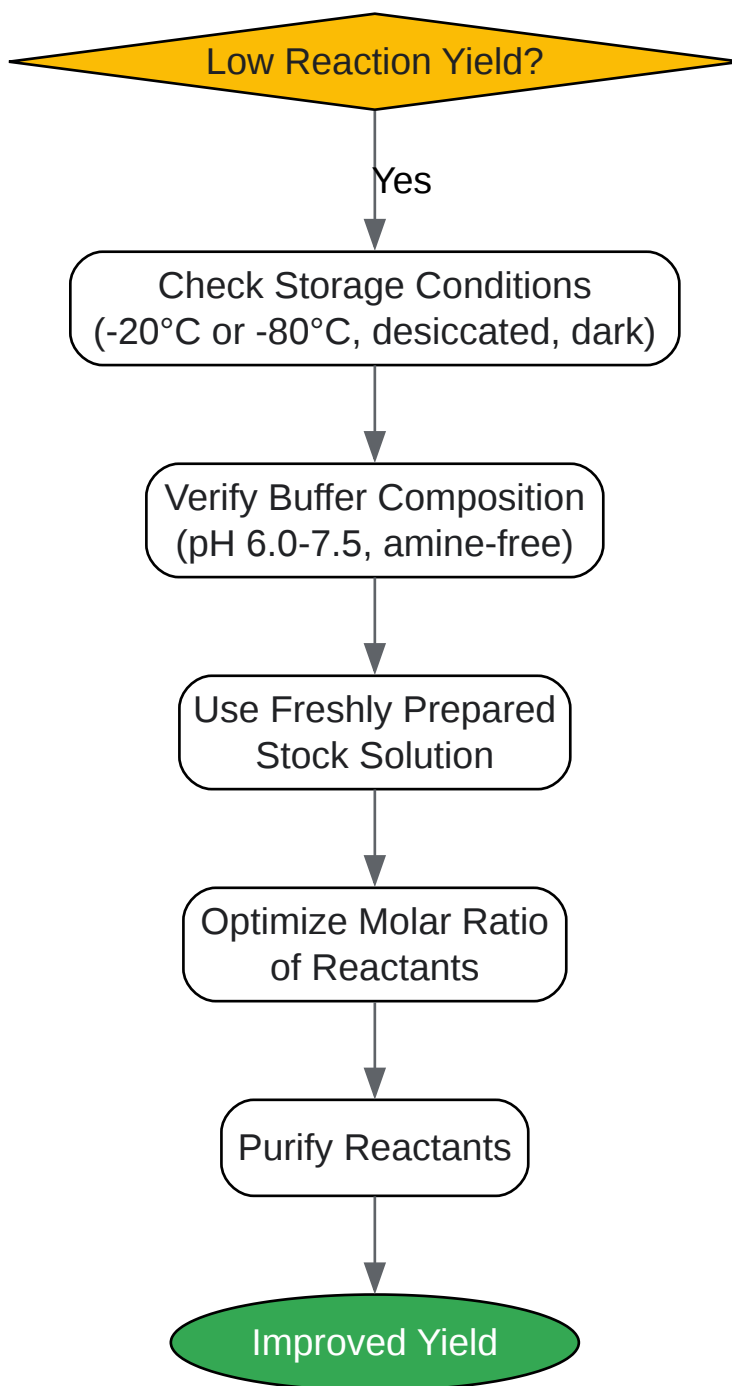 Low Reaction Yield?
Yes
Check Storage Conditions
(-20°C or -80°C, desiccated, dark)
Verify Buffer Composition
(pH 6.0-7.5, amine-free)
Use Freshly Prepared
Stock Solution
Optimize Molar Ratio
of Reactants
Purify Reactants
Improved Yield